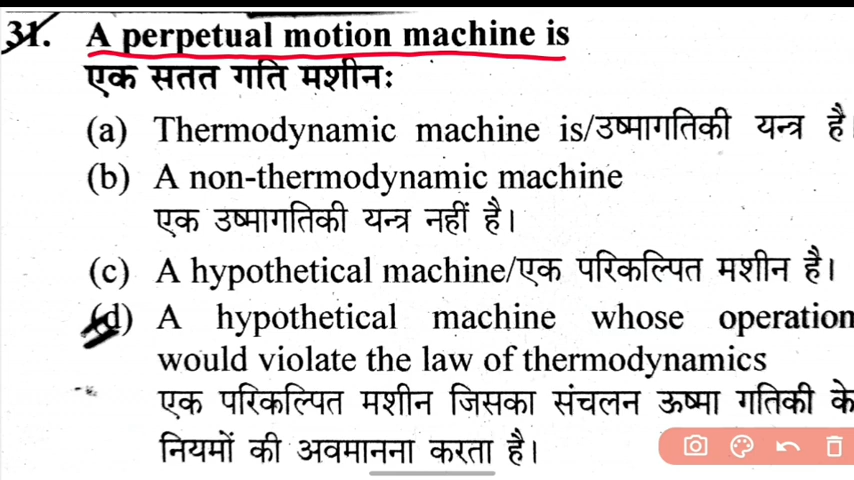 31. A perpetual motion machine is
एक सतत गति मशीनः
(a) Thermodynamic machine is/उष्मागतिकी यन्त्र है।
(b) A non-thermodynamic machine
एक उष्मागतिकी यन्त्र नहीं है।
(c) A hypothetical machine/एक परिकल्पित मशीन है।
(d) A hypothetical machine whose operation
would violate the law of thermodynamics
एक परिकल्पित मशीन जिसका संचलन ऊष्मा गतिकी के
नियमों की अवमानना करता है।